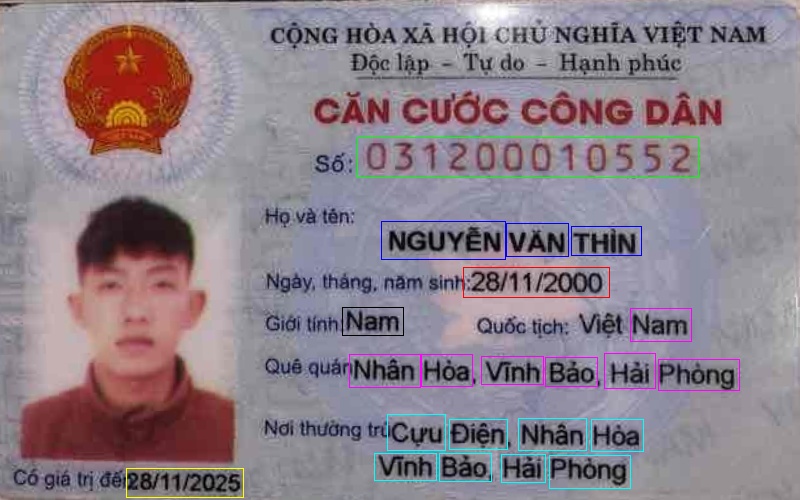 CỘNG HÒA XÃ HỘI CHỦ NGHĨA VIỆT NAM
Độc lập - Tự do - Hạnh phúc
CĂN CƯỚC CÔNG DÂN
Số: 031200010552
Họ và tên:
NGUYỄN VĂN THÌN
Ngày, tháng, năm sinh: 28/11/2000
Giới tính: Nam Quốc tịch: Việt Nam
Quê quán: Nhân Hòa, Vĩnh Bảo, Hải Phòng
Nơi thường trú: Cựu Điện, Nhân Hòa
Vĩnh Bảo, Hải Phòng
Có giá trị đến: 28/11/2025